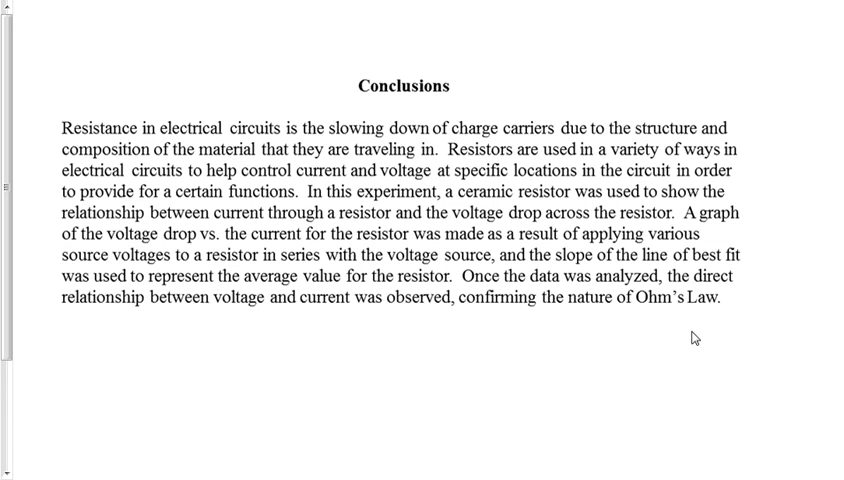 Conclusions
Resistance in electrical circuits is the slowing down of charge carriers due to the structure and
composition of the material that they are traveling in. Resistors are used in a variety of ways in
electrical circuits to help control current and voltage at specific locations in the circuit in order
to provide for a certain functions. In this experiment, a ceramic resistor was used to show the
relationship between current through a resistor and the voltage drop across the resistor. A graph
of the voltage drop vs. the current for the resistor was made as a result of applying various
source voltages to a resistor in series with the voltage source, and the slope of the line of best fit
was used to represent the average value for the resistor. Once the data was analyzed, the direct
relationship between voltage and current was observed, confirming the nature of Ohm’s Law.